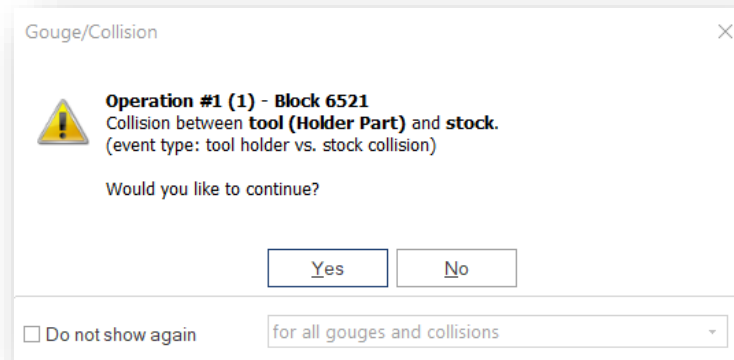 Gouge/Collision
Operation #1 (1) - Block 6521
Collision between tool (Holder Part) and stock.
(event type: tool holder vs. stock collision)
Would you like to continue?
Yes
No
Do not show again
for all gouges and collisions